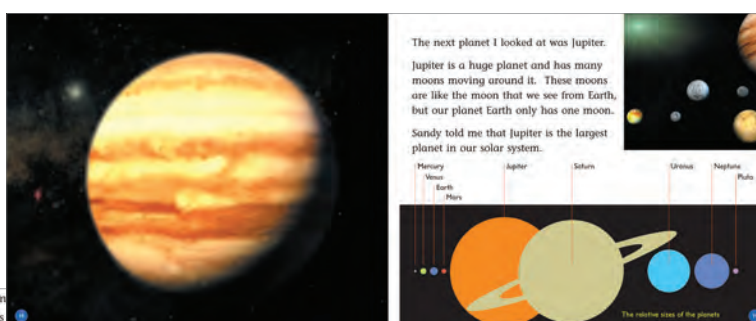 The next planet I looked at was Jupiter.
Jupiter is a huge planet and has many
moons moving around it. These moons
are like the moon that we see from Earth,
but our planet Earth only has one moon.
Sandy told me that Jupiter is the largest
planet in our solar system.
Mercury
Venus
Earth
Mars
Jupiter
Saturn
Uranus
Neptune
Pluto
The relative sizes of the planets